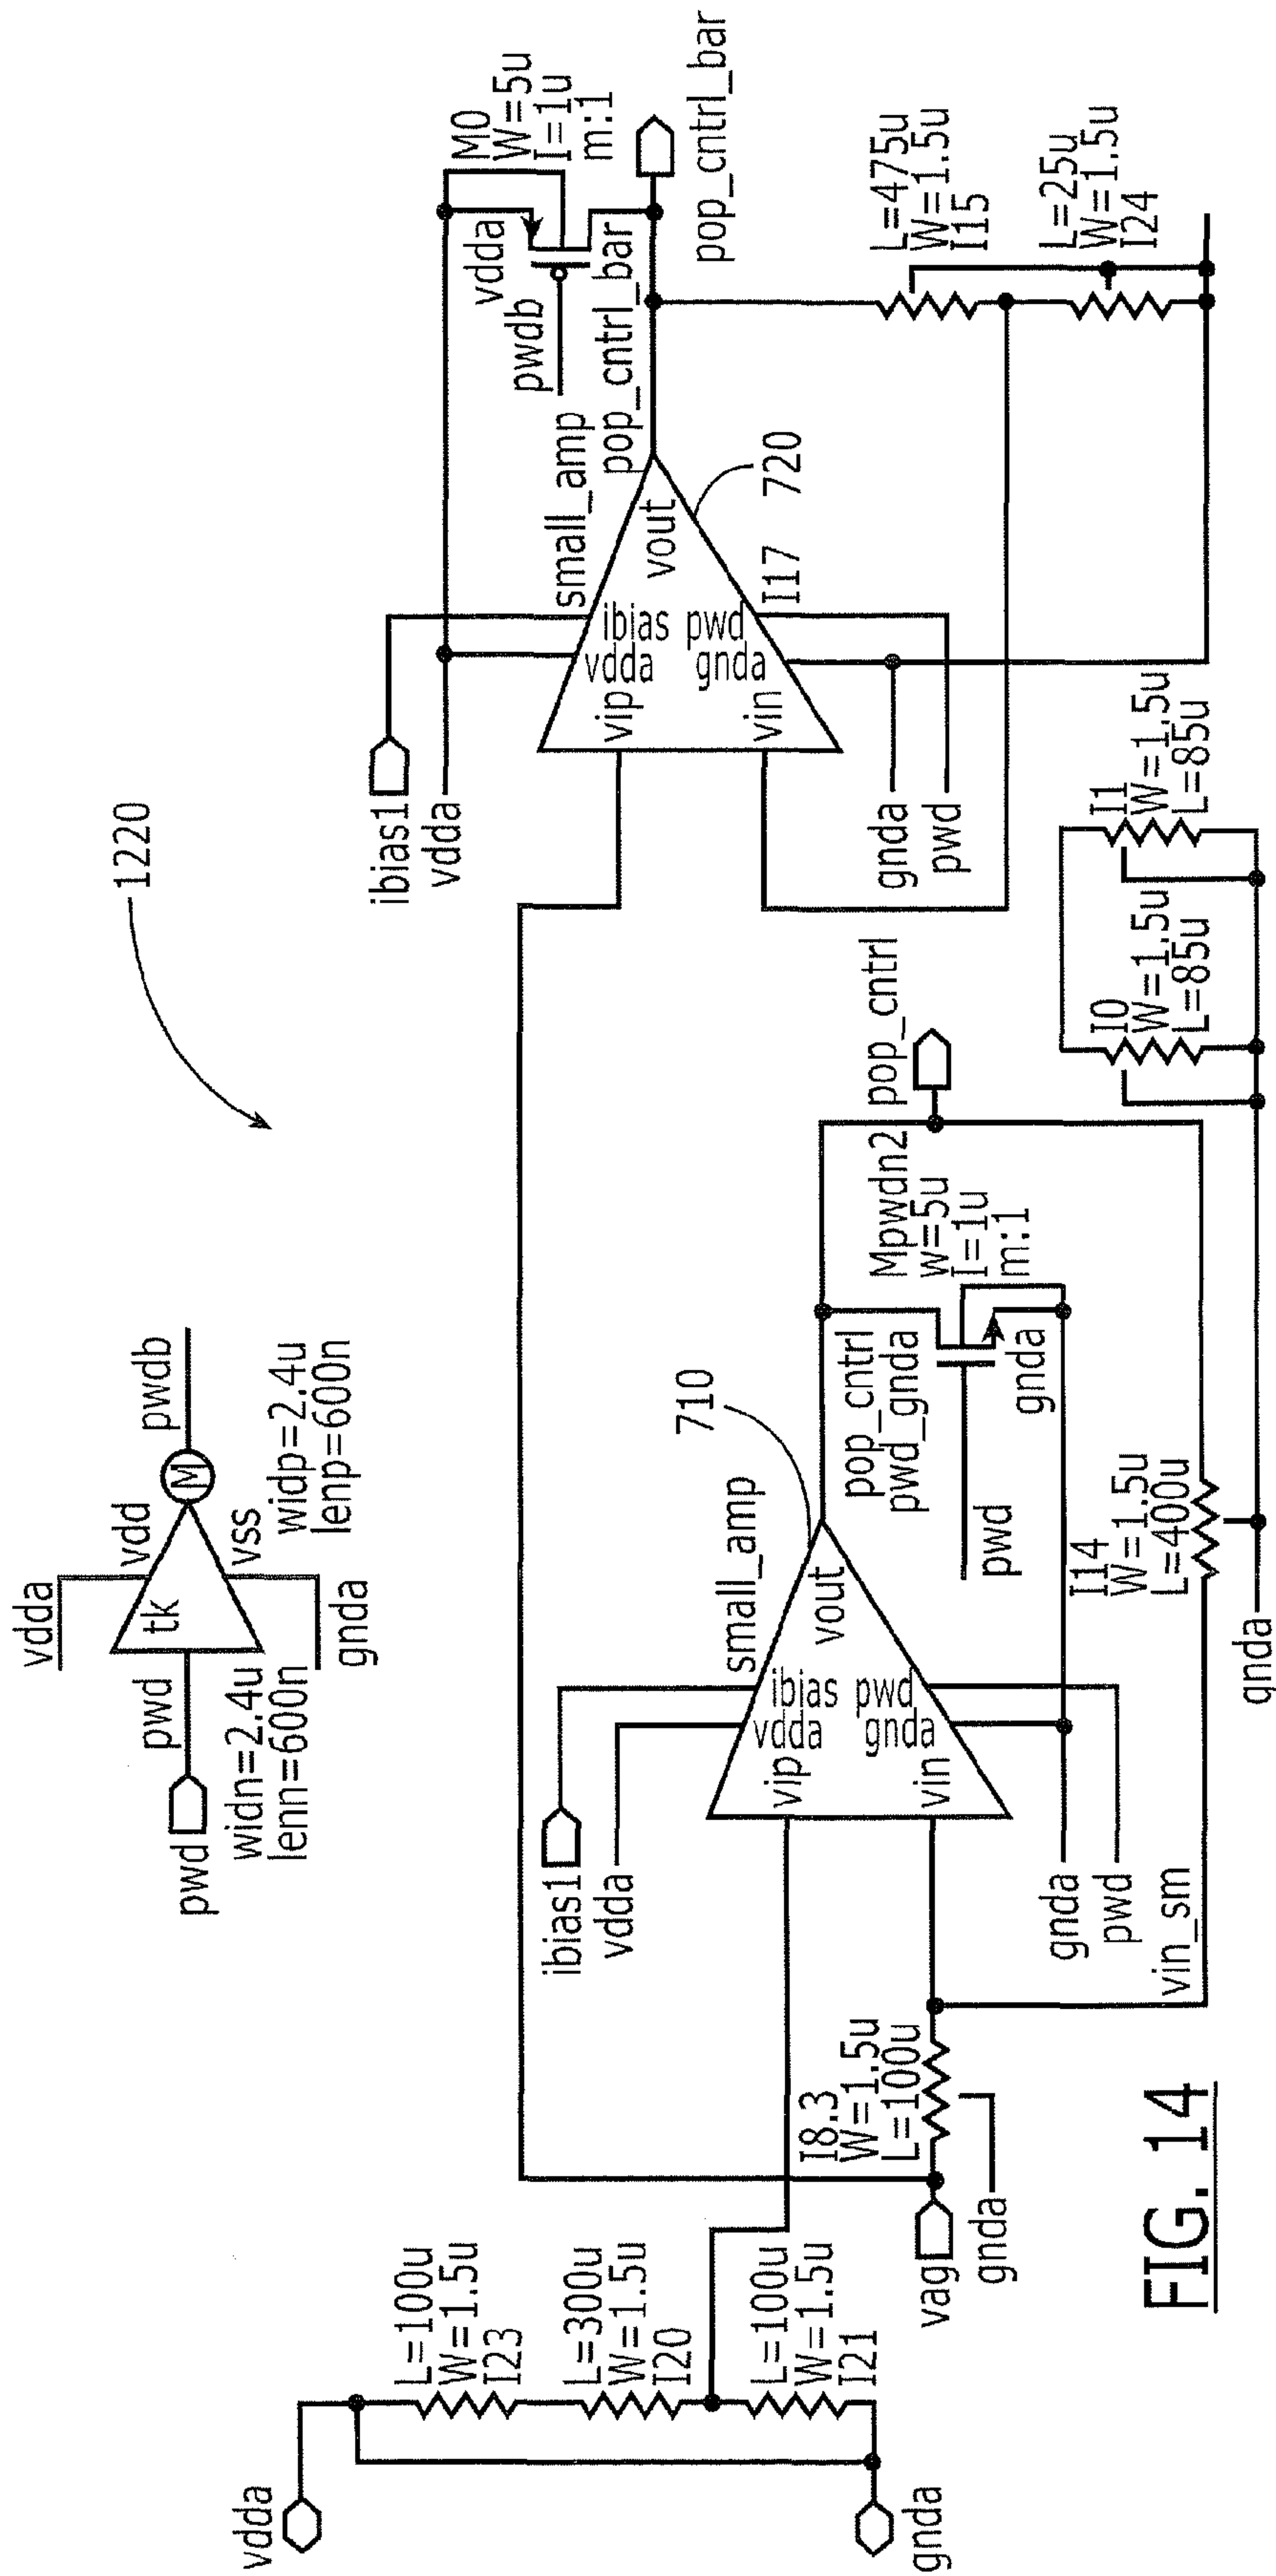 1220
vdda
pwd
pwd
tk
vdd
M
pwdb
vss
gnda
widn=2.4u
lenn=600n
widp=2.4u
lenp=600n
ibias1
vdda
small_amp
ibias
vdda
vip
vin
pwd
gnda
vout
I17
720
gnda
pwd
pwdb
vdda
M0
W=5u
l=1u
m:1
pop_cntrl_bar
pop_cntrl_bar
L=475u
W=1.5u
I15
L=25u
W=1.5u
I24
vdda
L=100u
W=1.5u
I23
L=300u
W=1.5u
I20
L=100u
W=1.5u
I21
gnda
vag
gnda
I8.3
W=1.5u
L=100u
ibias1
vdda
small_amp
710
ibias
vdda
vip
vin
pwd
gnda
vout
gnda
pwd
vin_sm
pop_cntrl
pwd_gnda
pwd
gnda
Mpwdn2
W=5u
l=1u
m:1
pop_cntrl
I14
W=1.5u
L=400u
gnda
I0
W=1.5u
L=85u
I1
W=1.5u
L=85u
FIG. 14